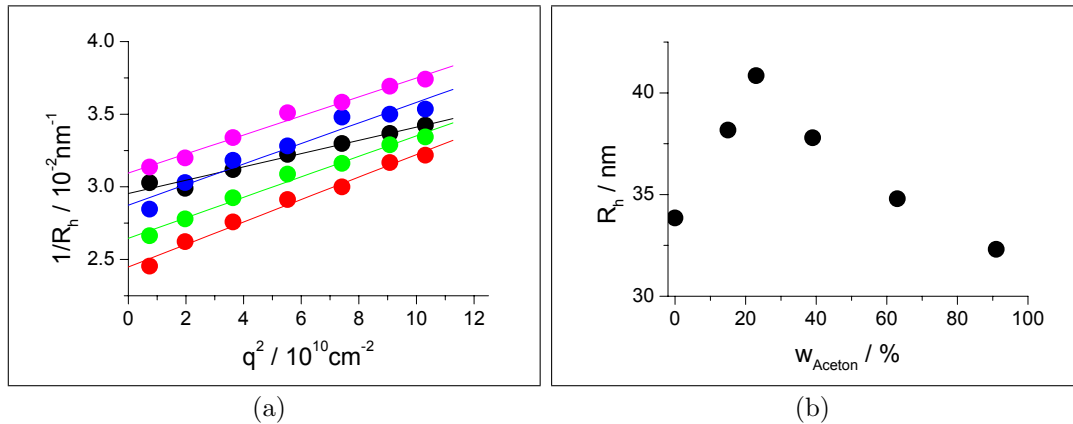 4.0
3.5
3.0
2.5
1/R_h / 10^-2 nm^-1
0 2 4 6 8 10 12
q^2 / 10^10 cm^-2
(a)
40
35
30
R_h / nm
0 20 40 60 80 100
w_Aceton / %
(b)